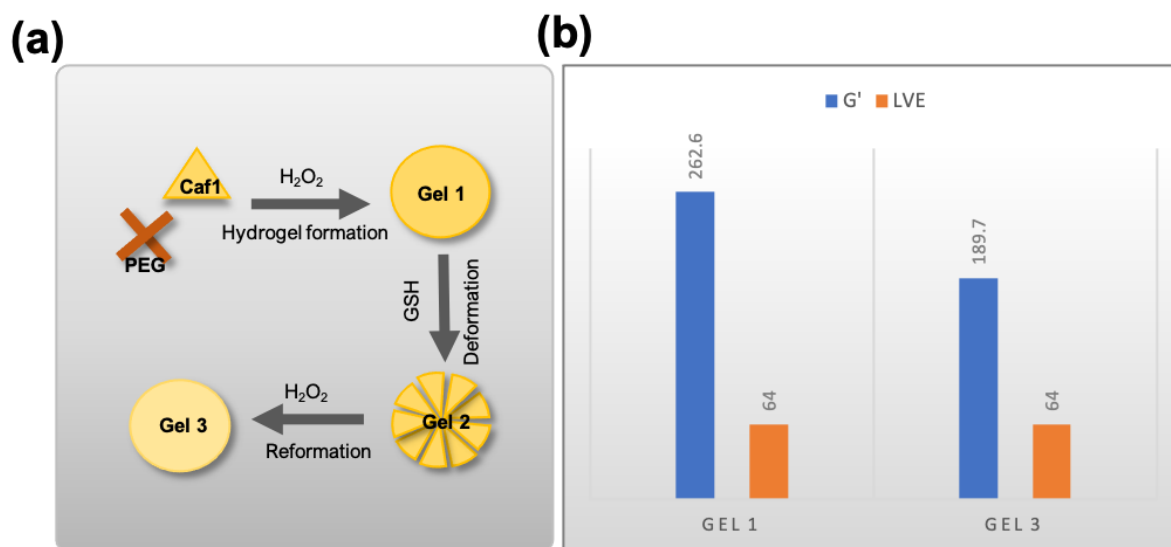 (a)
Caf1
PEG
H₂O₂
Hydrogel formation
Gel 1
GSH
Deformation
Gel 2
H₂O₂
Reformation
Gel 3
(b)
G' LVE
262.6
64
189.7
64
GEL 1 GEL 3